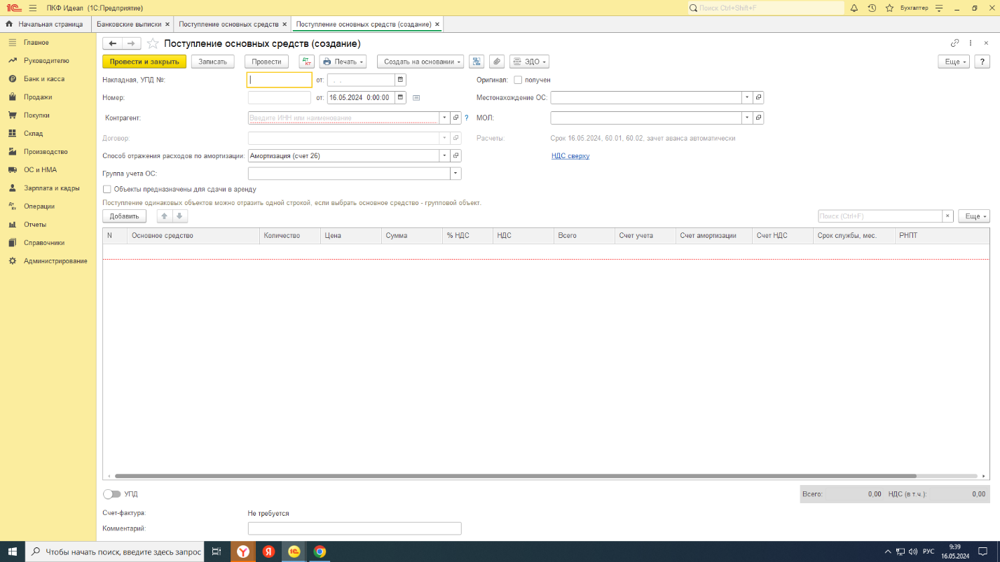 ПКФ Идеал (1С:Предприятие)
Поиск Ctrl+Shift+F
Бухгалтер
Начальная страница
Банковские выписки
Поступление основных средств
Поступление основных средств (создание)
Главное
Руководителю
Банк и касса
Продажи
Покупки
Склад
Производство
ОС и НМА
Зарплата и кадры
Операции
Отчеты
Справочники
Администрирование
Поступление основных средств (создание)
Провести и закрыть
Записать
Провести
Дт Кт
Печать
Создать на основании
ЭДО
Еще
?
Накладная, УПД №:
от: . .
Оригинал: получен
Номер:
от: 16.05.2024 0:00:00
Местонахождение ОС:
Контрагент: Введите ИНН или наименование ?
МОЛ:
Договор:
Расчеты: Срок 16.05.2024, 60.01, 60.02, зачет аванса автоматически
Способ отражения расходов по амортизации: Амортизация (счет 26)
НДС сверху
Группа учета ОС:
Объекты предназначены для сдачи в аренду
Поступление одинаковых объектов можно отразить одной строкой, если выбрать основное средство - групповой объект.
Добавить
Поиск (Ctrl+F)
Еще
N Основное средство Количество Цена Сумма % НДС НДС Всего Счет учета Счет амортизации Счет НДС Срок службы, мес. РНПТ
УПД
Всего: 0,00 НДС (в т.ч.): 0,00
Счет-фактура: Не требуется
Комментарий:
Чтобы начать поиск, введите здесь запрос
РУС
9:39
16.05.2024